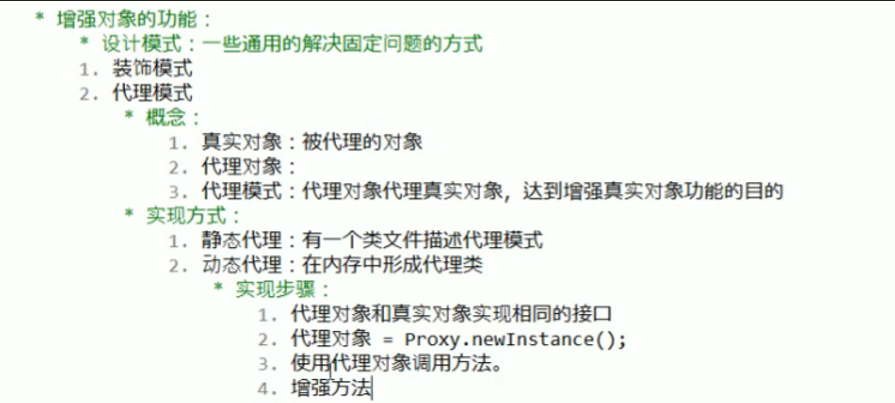 * 增强对象的功能：
* 设计模式：一些通用的解决固定问题的方式
1. 装饰模式
2. 代理模式
* 概念：
1. 真实对象：被代理的对象
2. 代理对象：
3. 代理模式：代理对象代理真实对象，达到增强真实对象功能的目的
* 实现方式：
1. 静态代理：有一个类文件描述代理模式
2. 动态代理：在内存中形成代理类
* 实现步骤：
1. 代理对象和真实对象实现相同的接口
2. 代理对象 = Proxy.newInstance();
3. 使用代理对象调用方法。
4. 增强方法